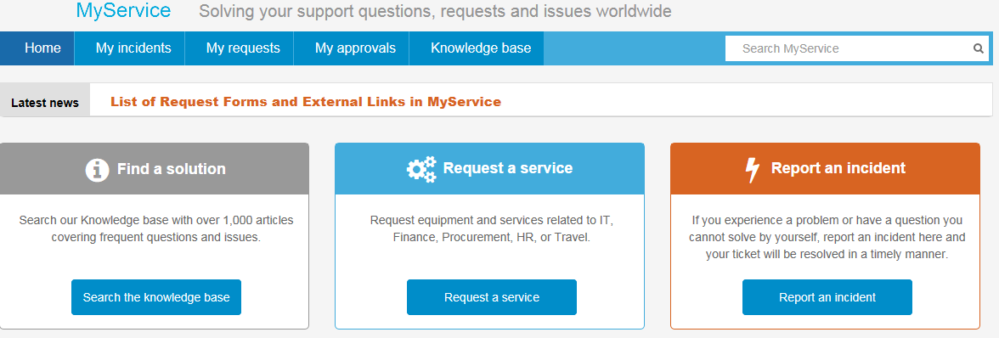 MyService Solving your support questions, requests and issues worldwide
Home My incidents My requests My approvals Knowledge base Search MyService
Latest news List of Request Forms and External Links in MyService
Find a solution
Search our Knowledge base with over 1,000 articles
covering frequent questions and issues.
Search the knowledge base
Request a service
Request equipment and services related to IT,
Finance, Procurement, HR, or Travel.
Request a service
Report an incident
If you experience a problem or have a question you
cannot solve by yourself, report an incident here and
your ticket will be resolved in a timely manner.
Report an incident